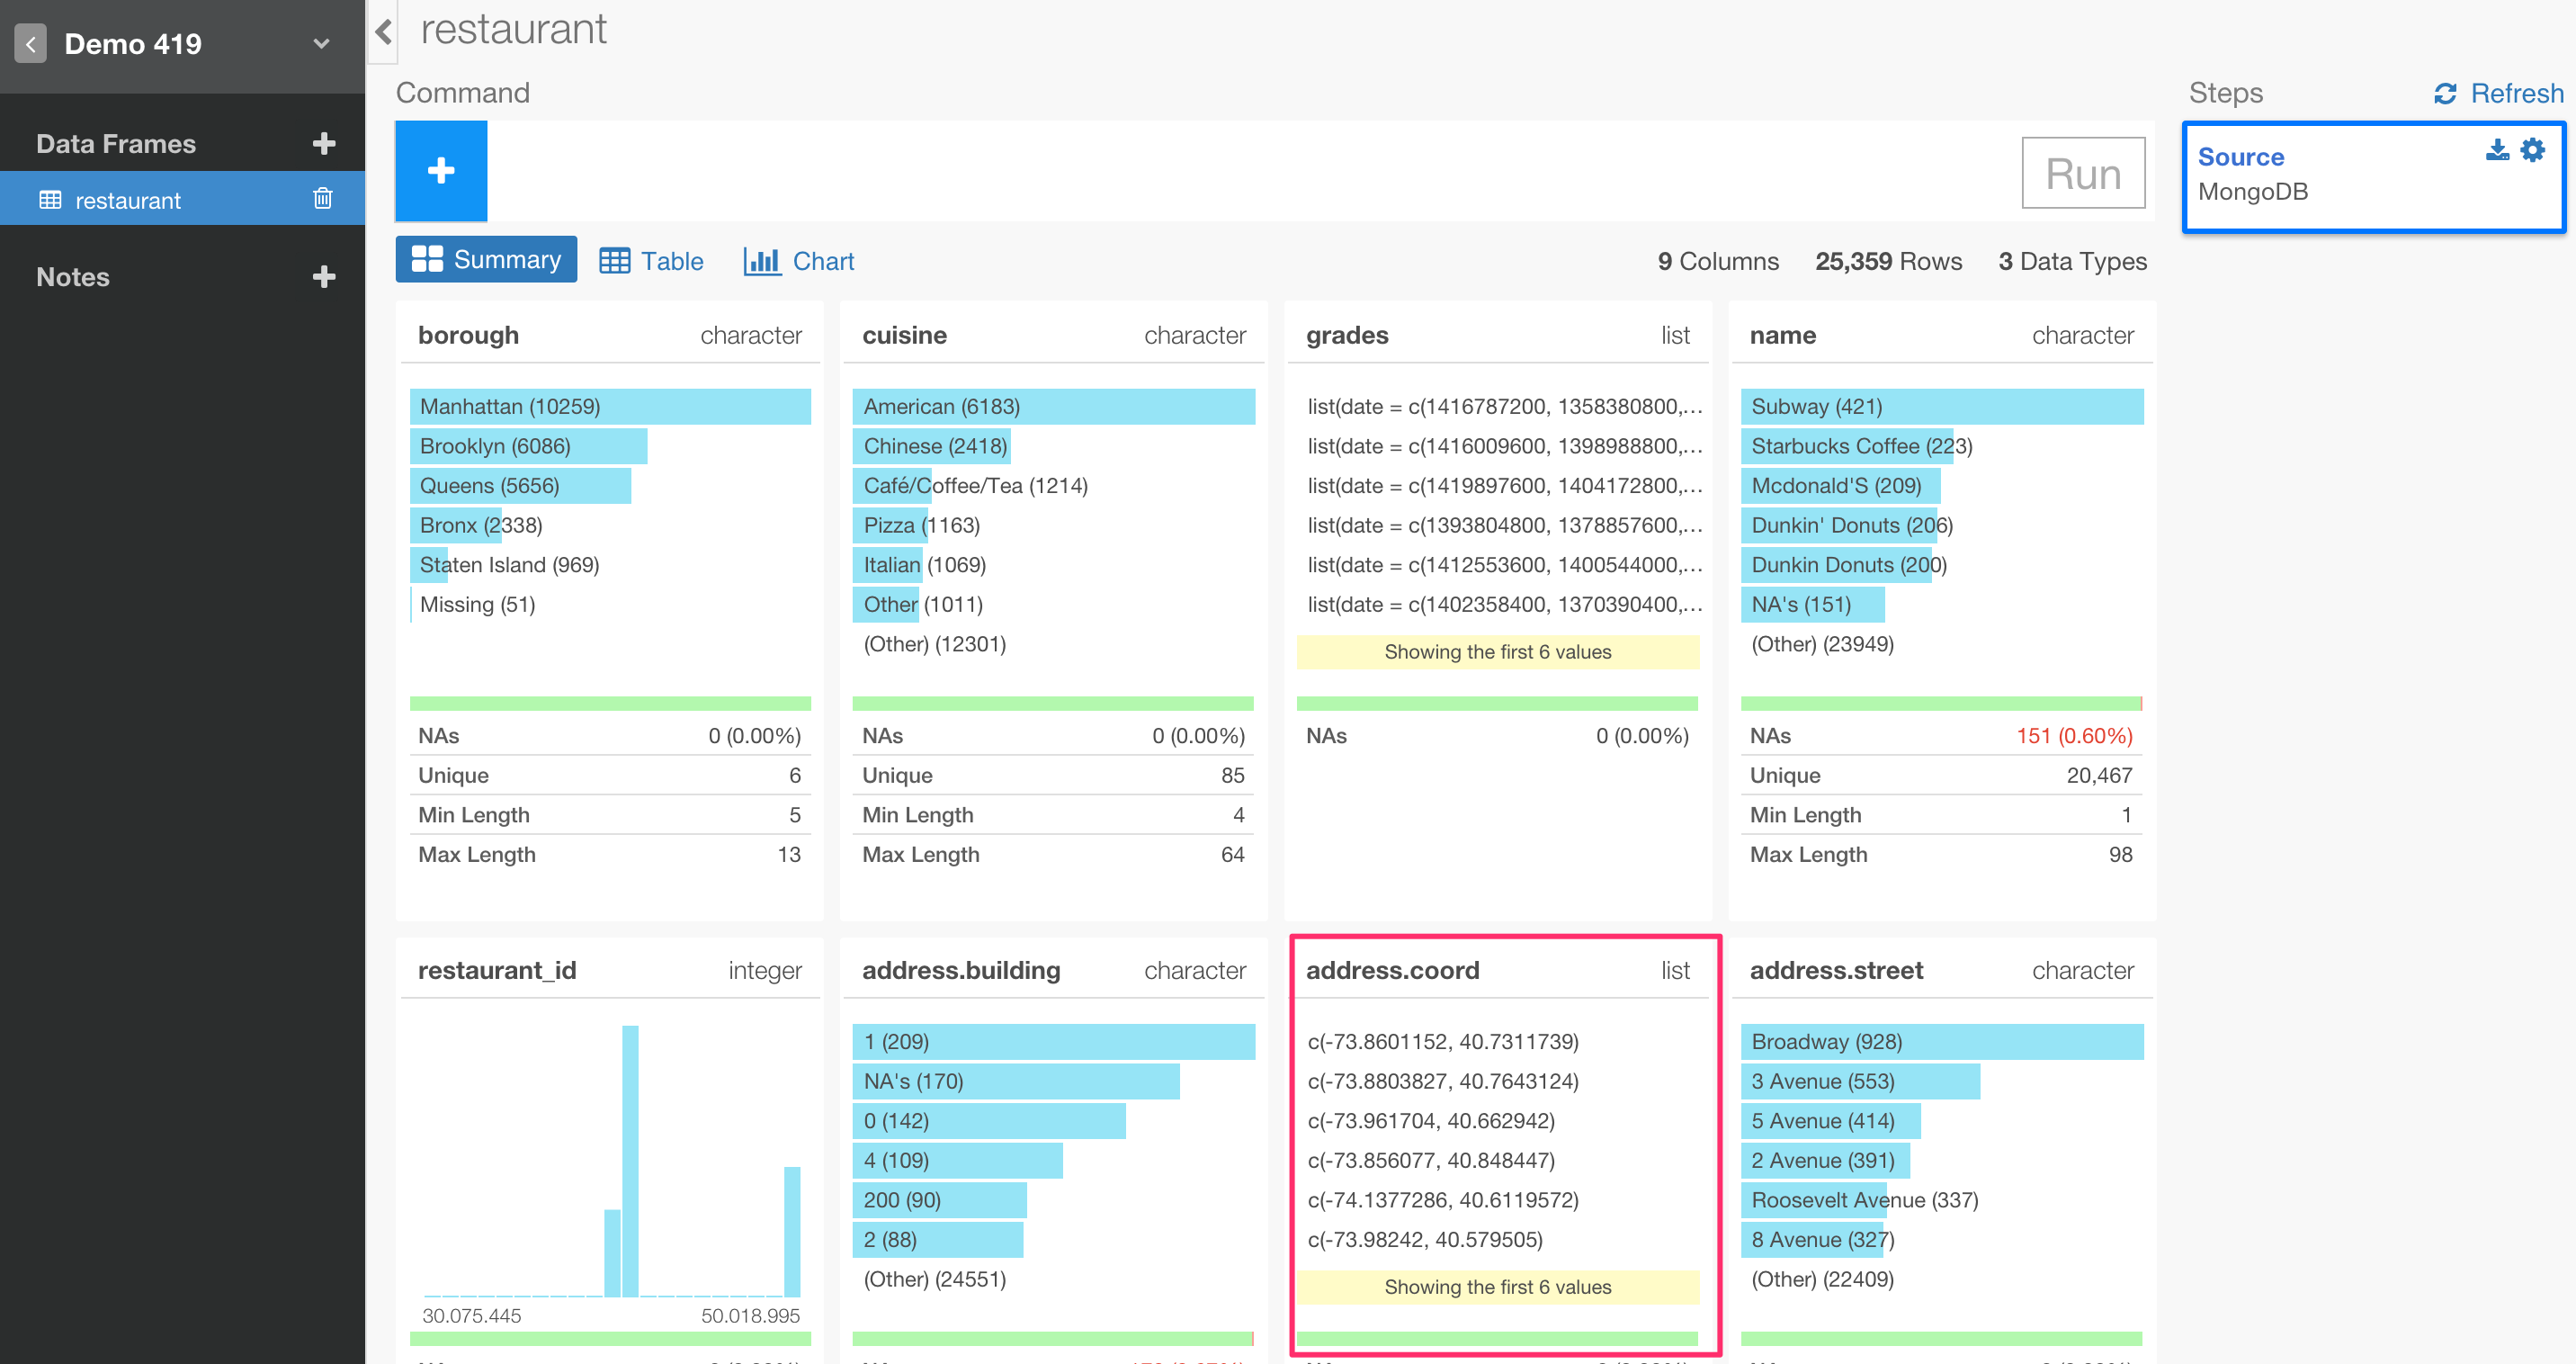 Demo 419
Data Frames
restaurant
Notes
restaurant
Command
Run
Steps
Refresh
Source
MongoDB
Summary
Table
Chart
9 Columns
25,359 Rows
3 Data Types
borough character
Manhattan (10259)
Brooklyn (6086)
Queens (5656)
Bronx (2338)
Staten Island (969)
Missing (51)
NAs 0 (0.00%)
Unique 6
Min Length 5
Max Length 13
cuisine character
American (6183)
Chinese (2418)
Café/Coffee/Tea (1214)
Pizza (1163)
Italian (1069)
Other (1011)
(Other) (12301)
NAs 0 (0.00%)
Unique 85
Min Length 4
Max Length 64
grades list
list(date = c(1416787200, 1358380800,...
list(date = c(1416009600, 1398988800,...
list(date = c(1419897600, 1404172800,...
list(date = c(1393804800, 1378857600,...
list(date = c(1412553600, 1400544000,...
list(date = c(1402358400, 1370390400,...
Showing the first 6 values
NAs 0 (0.00%)
name character
Subway (421)
Starbucks Coffee (223)
Mcdonald'S (209)
Dunkin' Donuts (206)
Dunkin Donuts (200)
NA's (151)
(Other) (23949)
NAs 151 (0.60%)
Unique 20,467
Min Length 1
Max Length 98
restaurant_id integer
30.075.445 50.018.995
address.building character
1 (209)
NA's (170)
0 (142)
4 (109)
200 (90)
2 (88)
(Other) (24551)
address.coord list
c(-73.8601152, 40.7311739)
c(-73.8803827, 40.7643124)
c(-73.961704, 40.662942)
c(-73.856077, 40.848447)
c(-74.1377286, 40.6119572)
c(-73.98242, 40.579505)
Showing the first 6 values
address.street character
Broadway (928)
3 Avenue (553)
5 Avenue (414)
2 Avenue (391)
Roosevelt Avenue (337)
8 Avenue (327)
(Other) (22409)